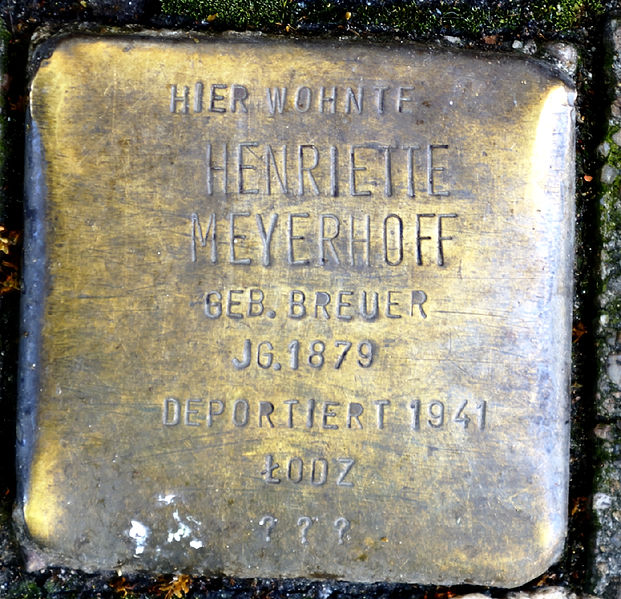 HIER WOHNTE
HENRIETTE
MEYERHOFF
GEB. BREUER
JG. 1879
DEPORTIERT 1941
ŁODZ
? ? ?